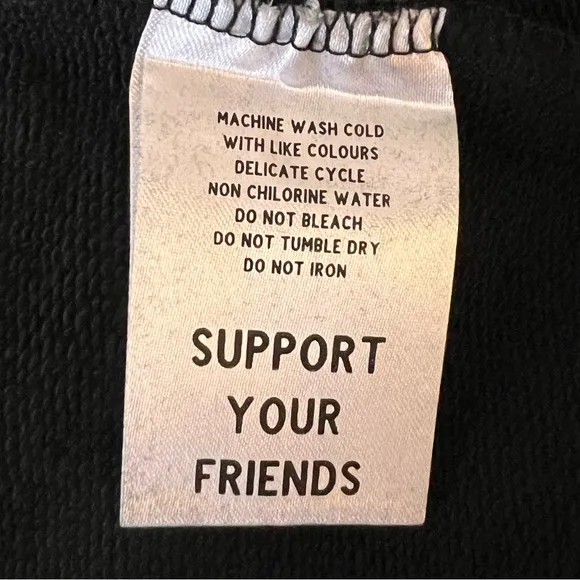 MACHINE WASH COLD
WITH LIKE COLOURS
DELICATE CYCLE
NON CHILORINE WATER
DO NOT BLEACH
DO NOT TUMBLE DRY
DO NOT IRON
SUPPORT
YOUR
FRIENDS